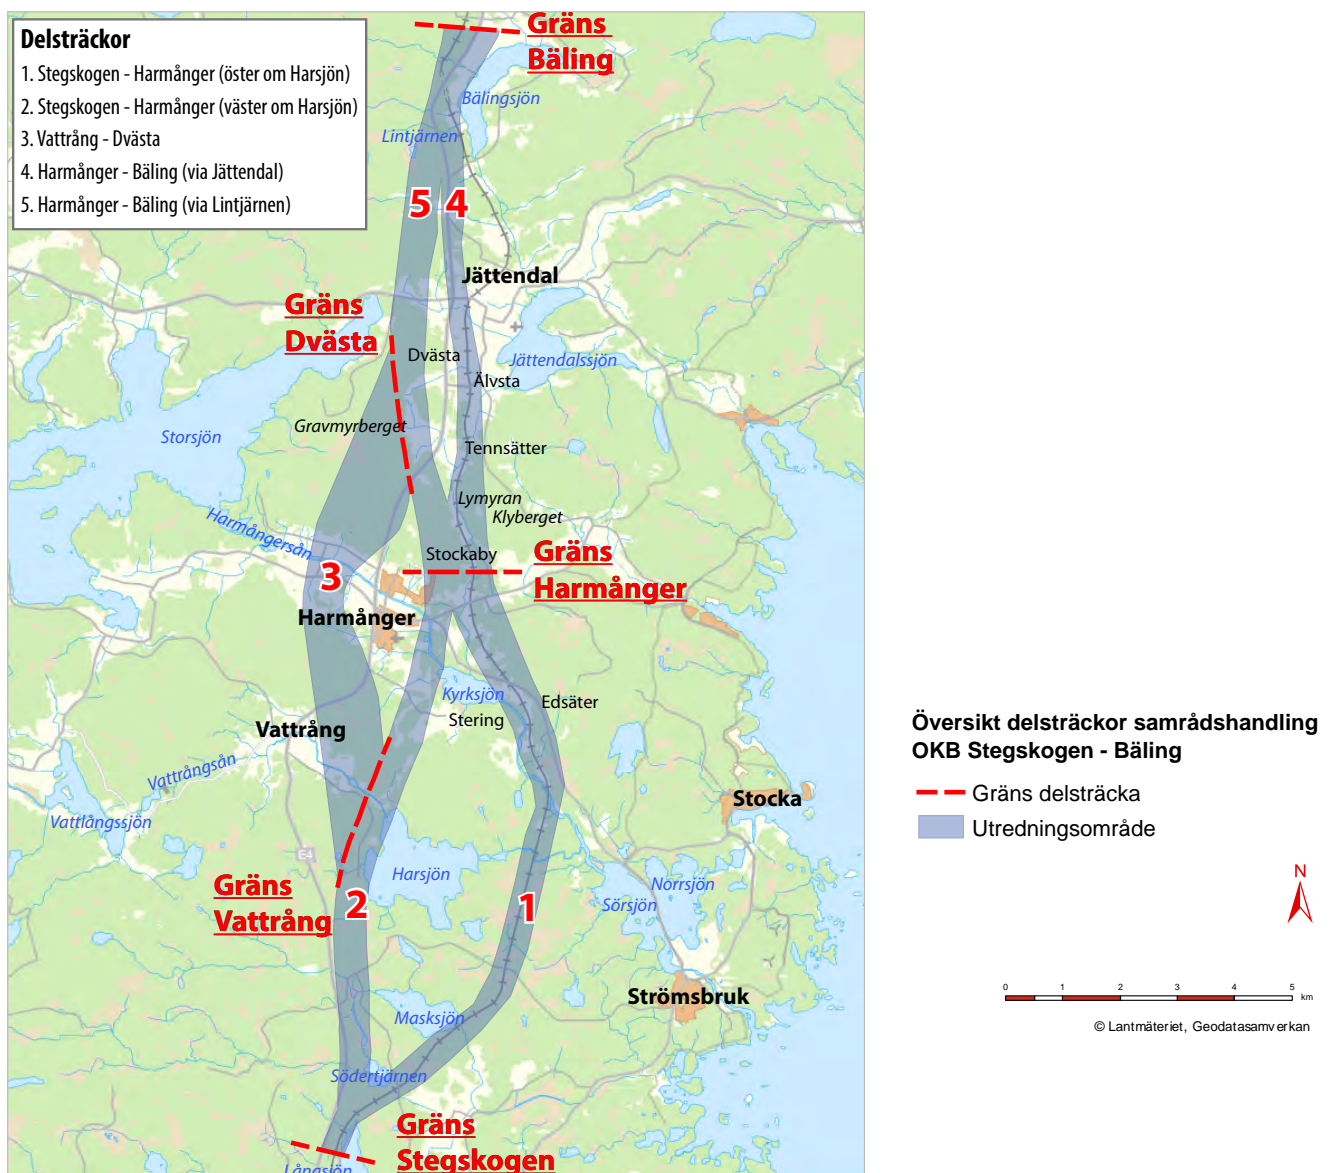 Delsträckor
1. Stegskogen - Harmånger (öster om Harsjön)
2. Stegskogen - Harmånger (väster om Harsjön)
3. Vattrång - Dvästa
4. Harmånger - Bäling (via Jättendal)
5. Harmånger - Bäling (via Lintjärnen)
Gräns
Bäling
Bälingsjön
Lintjärnen
5
4
Jättendal
Gräns
Dvästa
Dvästa
Jättendalssjön
Älvsta
Gravmyrberget
Storsjön
Tennsätter
Lymyran
Klyberget
Harmångersån
Stockaby
Gräns
Harmånger
3
Harmånger
Kyrksjön
Edsäter
Stering
Vattrång
Vattrångsån
Stocka
Vattlångssjön
E4
Harsjön
Gräns
Vattrång
2
1
Norrsjön
Sörsjön
Strömsbruk
Masksjön
Södertjärnen
Gräns
Stegskogen
Långsjön
Översikt delsträckor samrådshandling
OKB Stegskogen - Bäling
Gräns delsträcka
Utredningsområde
N
0 1 2 3 4 5
km
© Lantmäteriet, Geodatasamverkan